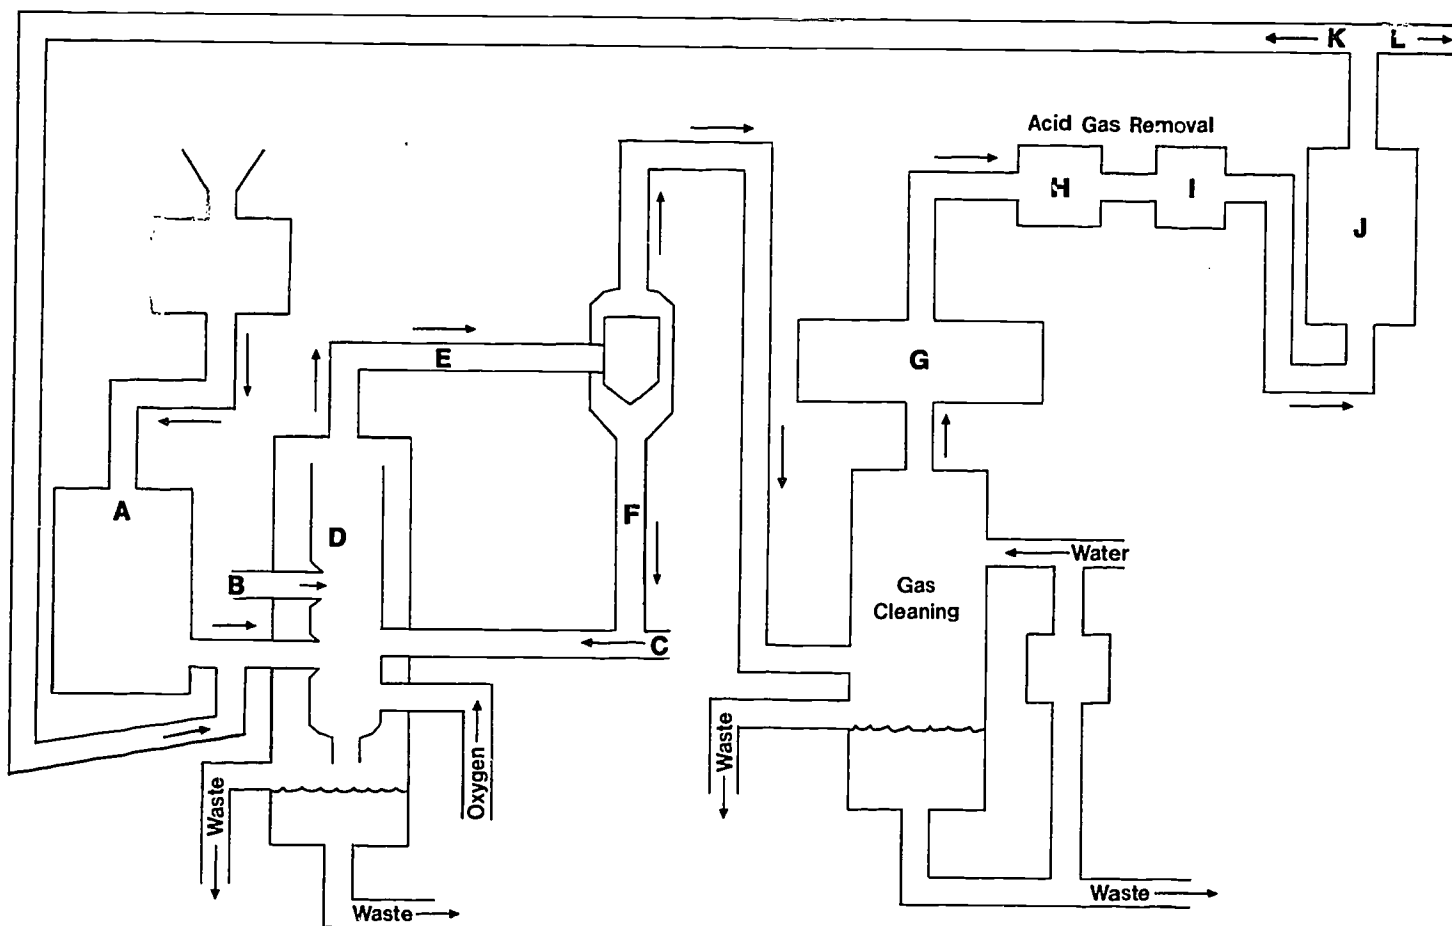 K L
Acid Gas Removal
H I
J
G
E
A
F
D
Water
B
Gas
Cleaning
C
Waste
Waste
Oxygen
Waste
Waste